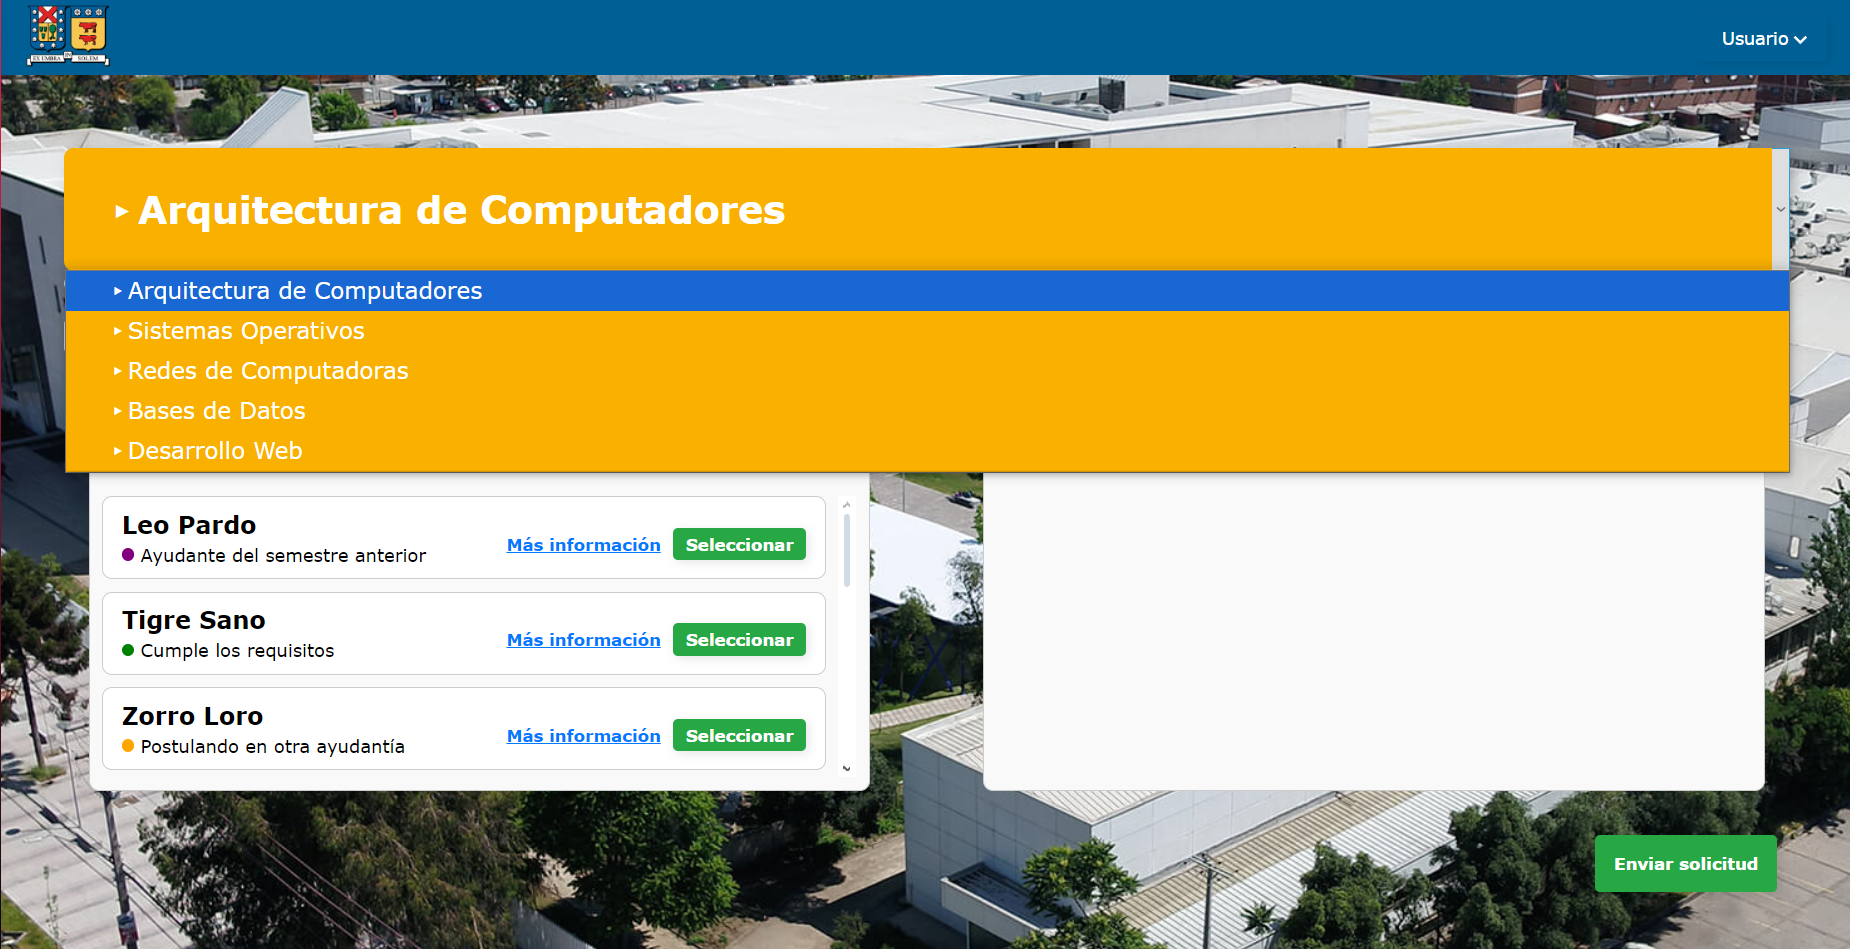 EX UMBRA IN SOLEM
Usuario
Arquitectura de Computadores
Arquitectura de Computadores
Sistemas Operativos
Redes de Computadoras
Bases de Datos
Desarrollo Web
Leo Pardo
Ayudante del semestre anterior
Más información
Seleccionar
Tigre Sano
Cumple los requisitos
Más información
Seleccionar
Zorro Loro
Postulando en otra ayudantía
Más información
Seleccionar
Enviar solicitud